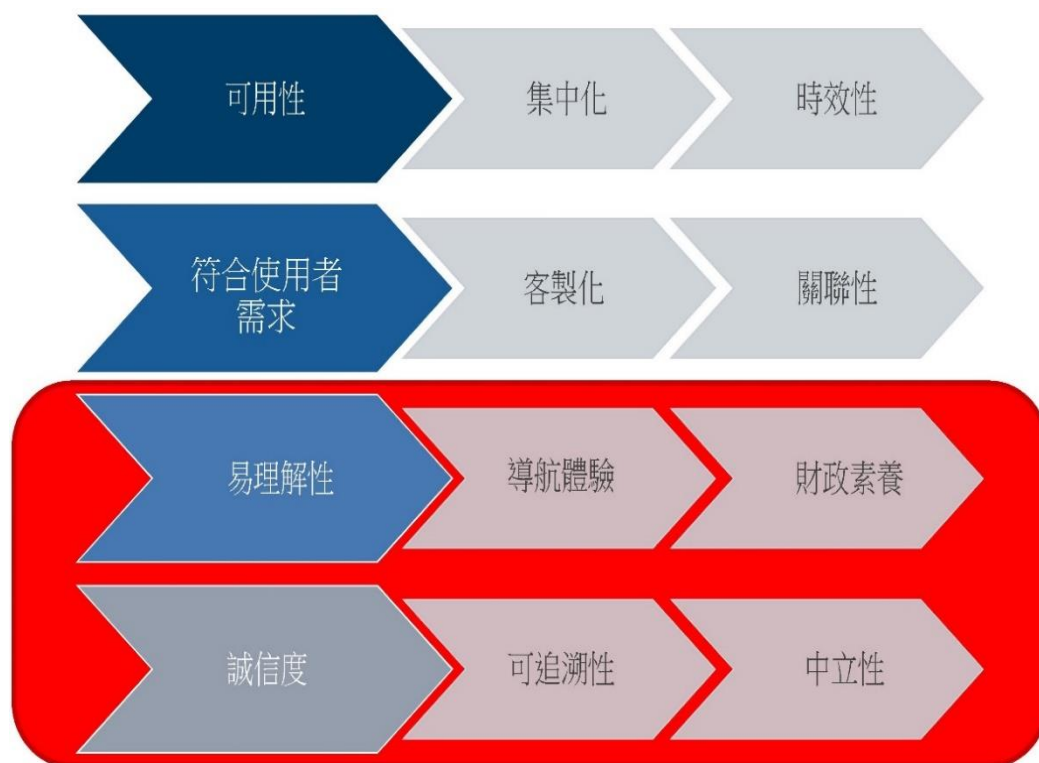 可用性
集中化
時效性
符合使用者
需求
客製化
關聯性
易理解性
導航體驗
財政素養
誠信度
可追溯性
中立性